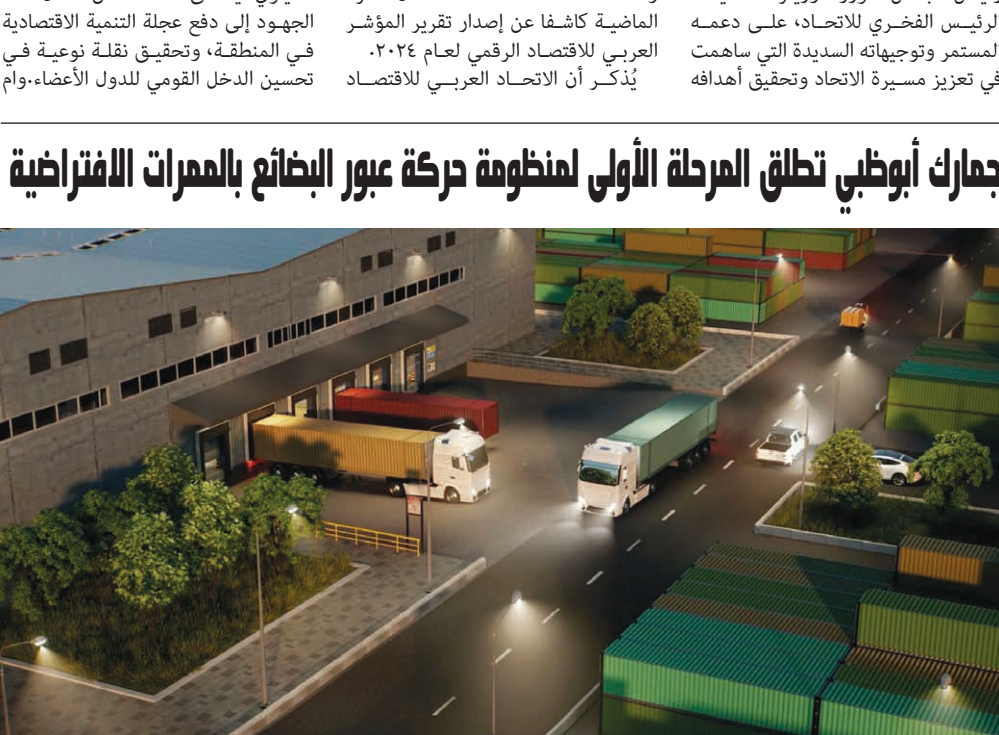 الرئيس الفخري للاتحاد، على دعمه
المستمر وتوجيهاته السديدة التي ساهمت
في تعزيز مسيرة الاتحاد وتحقيق أهدافه
الماضية كاشفا عن إصدار تقرير المؤشر
العربي للاقتصاد الرقمي لعام ٢٠٢٤.
يُذكر أن الاتحاد العربي للاقتصاد
الجهود إلى دفع عجلة التنمية الاقتصادية
في المنطقة، وتحقيق نقلة نوعية في
تحسين الدخل القومي للدول الأعضاء.وام
جمارك أبوظبي تطلق المرحلة الأولى لمنظومة حركة عبور البضائع بالممرات الافتراضية